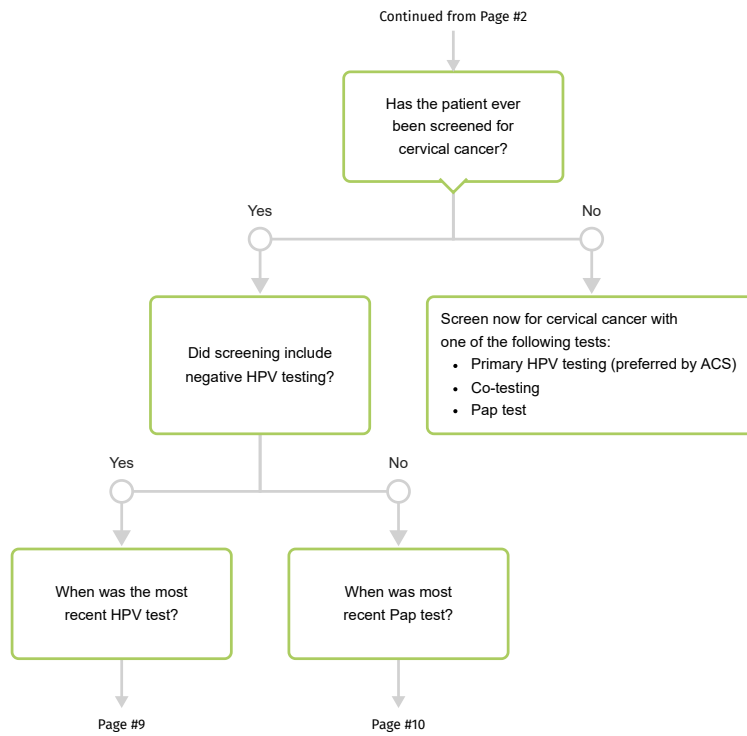 Continued from Page #2
Has the patient ever
been screened for
cervical cancer?
Yes
No
Did screening include
negative HPV testing?
Screen now for cervical cancer with
one of the following tests:
• Primary HPV testing (preferred by ACS)
• Co-testing
• Pap test
Yes
No
When was the most
recent HPV test?
When was most
recent Pap test?
Page #9
Page #10